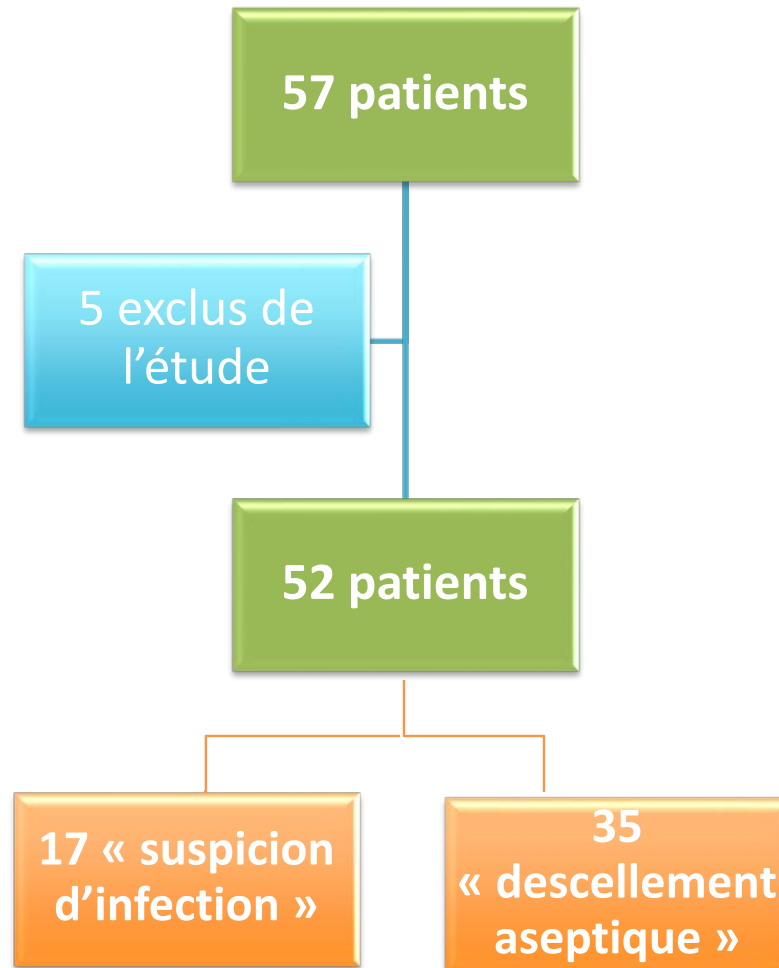 57 patients
5 exclus de
l’étude
52 patients
17 « suspicion
d’infection »
35
« descellement
aseptique »